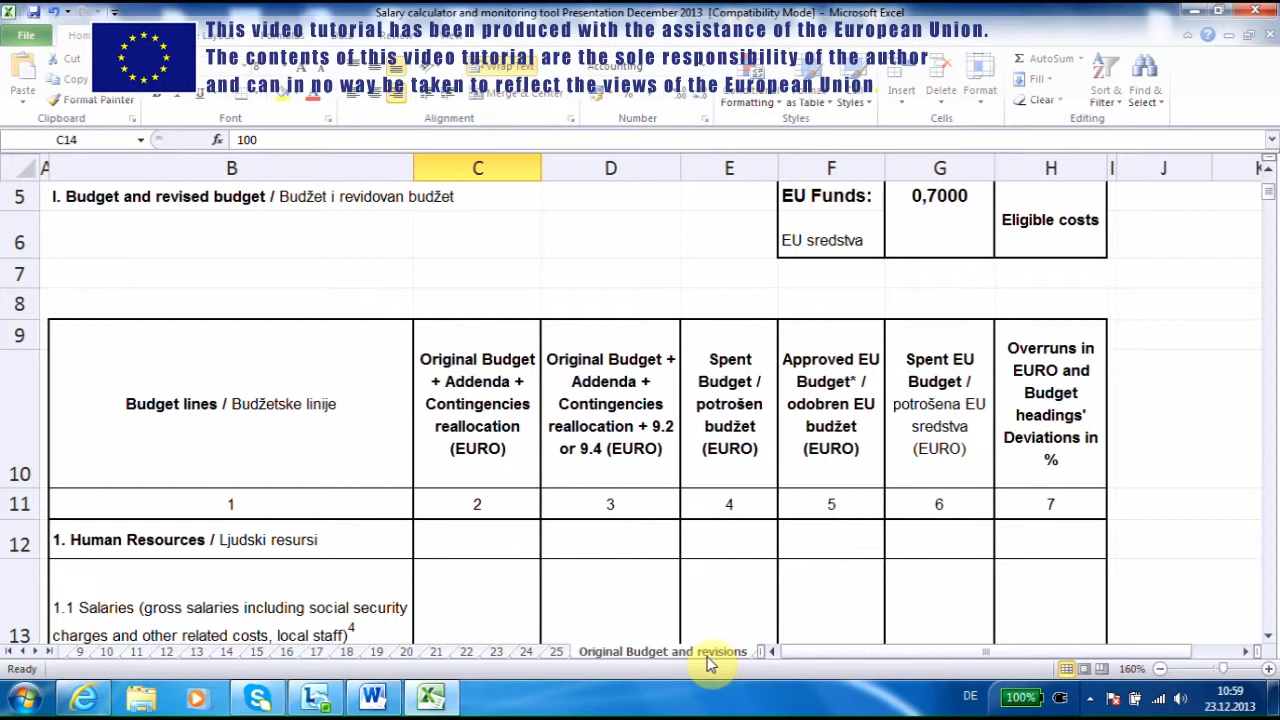 Salary calculator and monitoring tool Presentation December 2013 [Compatibility Mode] - Microsoft Excel
This video tutorial has been produced with the assistance of the European Union.
The contents of this video tutorial are the sole responsibility of the author
and can in no way be taken to reflect the views of the European Union
File
Cut
Copy
Paste
Format Painter
Wrap Text
Merge & Center
Accounting
Formatting as Table Styles
Insert Delete Format
AutoSum
Fill
Clear
Sort & Find &
Filter Select
Clipboard Font Alignment Number Styles Cells Editing
C14 fx 100
A B C D E F G H I J K
5 I. Budget and revised budget / Budžet i revidovan budžet EU Funds: 0,7000
6 EU sredstva Eligible costs
7
8
9
10
Budget lines / Budžetske linije
Original Budget
+ Addenda +
Contingencies
reallocation
(EURO)
Original Budget +
Addenda +
Contingencies
reallocation + 9.2
or 9.4 (EURO)
Spent
Budget /
potrošen
budžet
(EURO)
Approved EU
Budget* /
odobren EU
budžet
(EURO)
Spent EU
Budget /
potrošena EU
sredstva
(EURO)
Overruns in
EURO and
Budget
headings'
Deviations in
%
11 1 2 3 4 5 6 7
12 1. Human Resources / Ljudski resursi
13 1.1 Salaries (gross salaries including social security
charges and other related costs, local staff)4
9 10 11 12 13 14 15 16 17 18 19 20 21 22 23 24 25 Original Budget and revisions
Ready 160%
DE 100% 10:59
23.12.2013